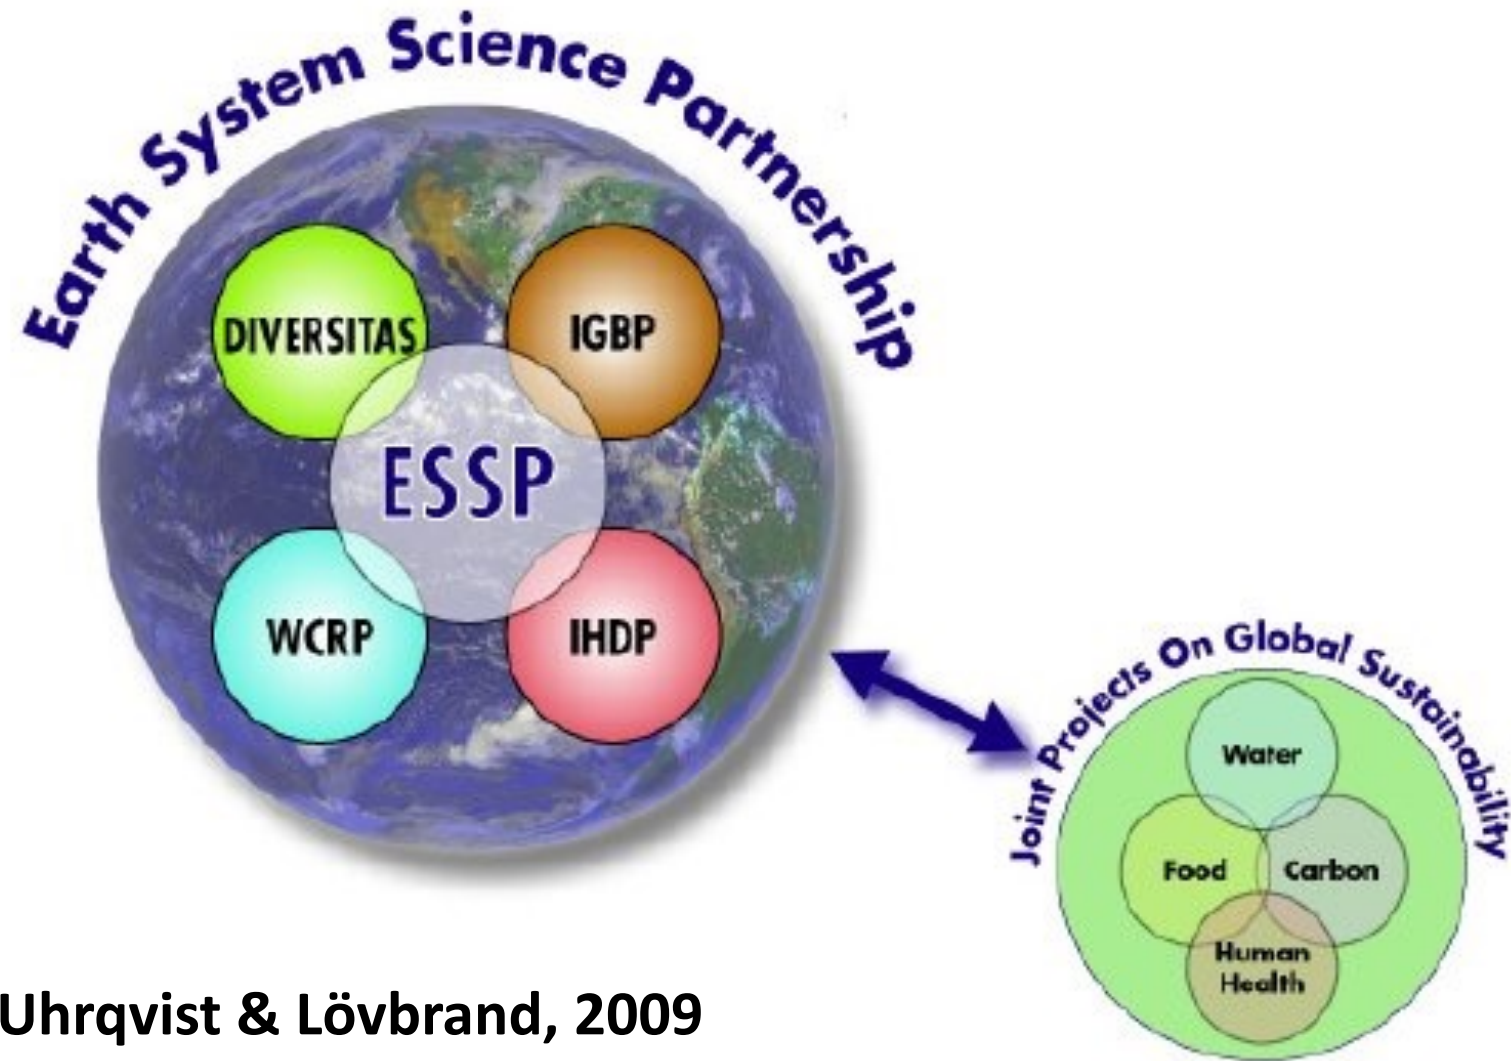 Earth System Science Partnership
DIVERSITAS
IGBP
ESSP
WCRP
IHDP
Joint Projects On Global Sustainability
Water
Food
Carbon
Human
Health
Uhrqvist & Lövbrand, 2009